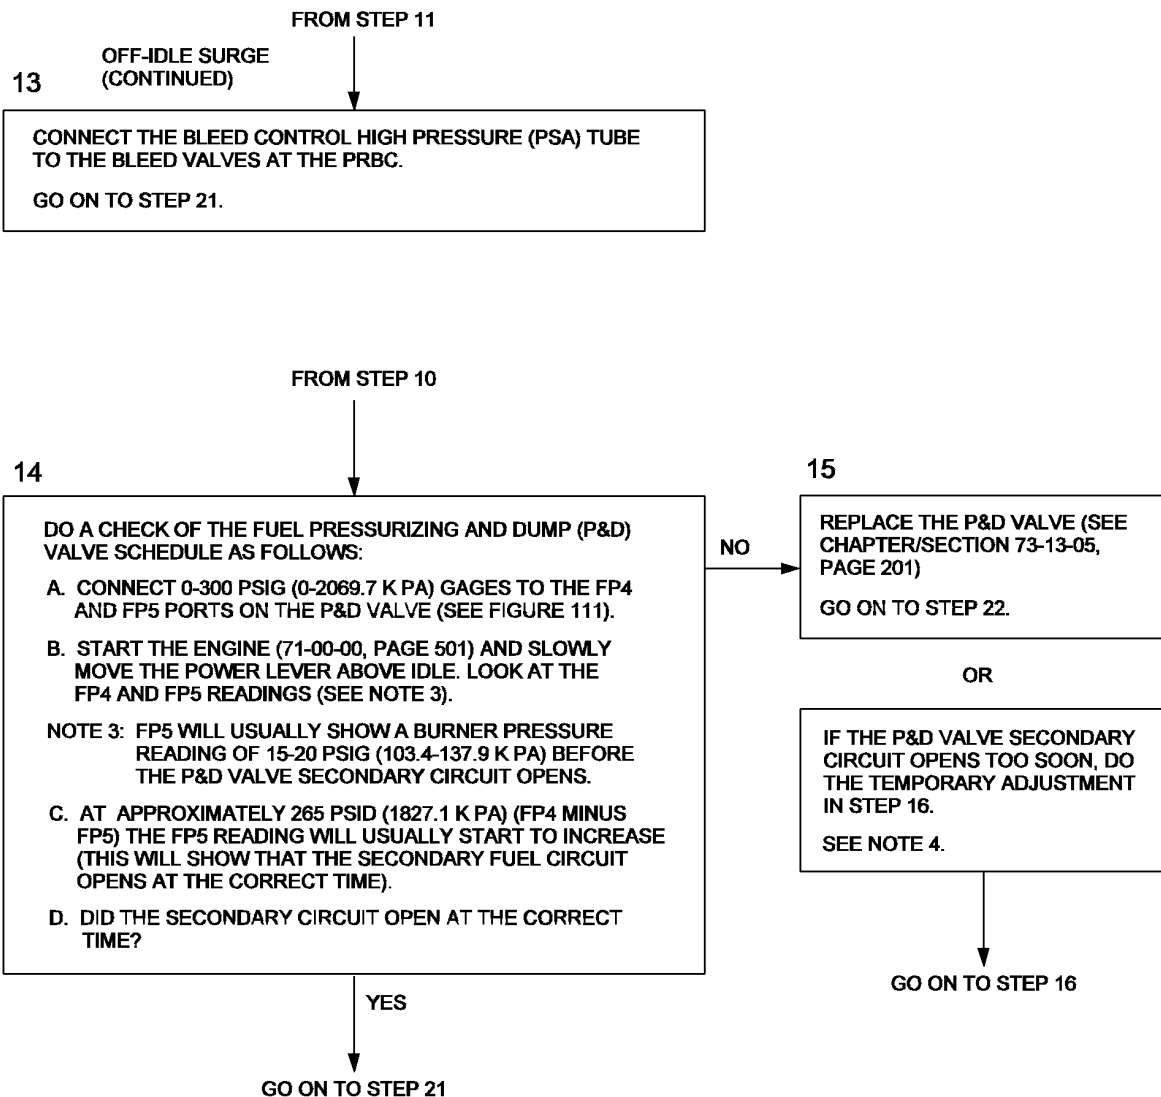 FROM STEP 11
OFF-IDLE SURGE
(CONTINUED)
13
CONNECT THE BLEED CONTROL HIGH PRESSURE (PSA) TUBE
TO THE BLEED VALVES AT THE PRBC.
GO ON TO STEP 21.
FROM STEP 10
14
DO A CHECK OF THE FUEL PRESSURIZING AND DUMP (P&D)
VALVE SCHEDULE AS FOLLOWS:
A. CONNECT 0-300 PSIG (0-2069.7 K PA) GAGES TO THE FP4
AND FP5 PORTS ON THE P&D VALVE (SEE FIGURE 111).
B. START THE ENGINE (71-00-00, PAGE 501) AND SLOWLY
MOVE THE POWER LEVER ABOVE IDLE. LOOK AT THE
FP4 AND FP5 READINGS (SEE NOTE 3).
NOTE 3: FP5 WILL USUALLY SHOW A BURNER PRESSURE
READING OF 15-20 PSIG (103.4-137.9 K PA) BEFORE
THE P&D VALVE SECONDARY CIRCUIT OPENS.
C. AT APPROXIMATELY 265 PSID (1827.1 K PA) (FP4 MINUS
FP5) THE FP5 READING WILL USUALLY START TO INCREASE
(THIS WILL SHOW THAT THE SECONDARY FUEL CIRCUIT
OPENS AT THE CORRECT TIME).
D. DID THE SECONDARY CIRCUIT OPEN AT THE CORRECT
TIME?
NO
YES
GO ON TO STEP 21
15
REPLACE THE P&D VALVE (SEE
CHAPTER/SECTION 73-13-05,
PAGE 201)
GO ON TO STEP 22.
OR
IF THE P&D VALVE SECONDARY
CIRCUIT OPENS TOO SOON, DO
THE TEMPORARY ADJUSTMENT
IN STEP 16.
SEE NOTE 4.
GO ON TO STEP 16